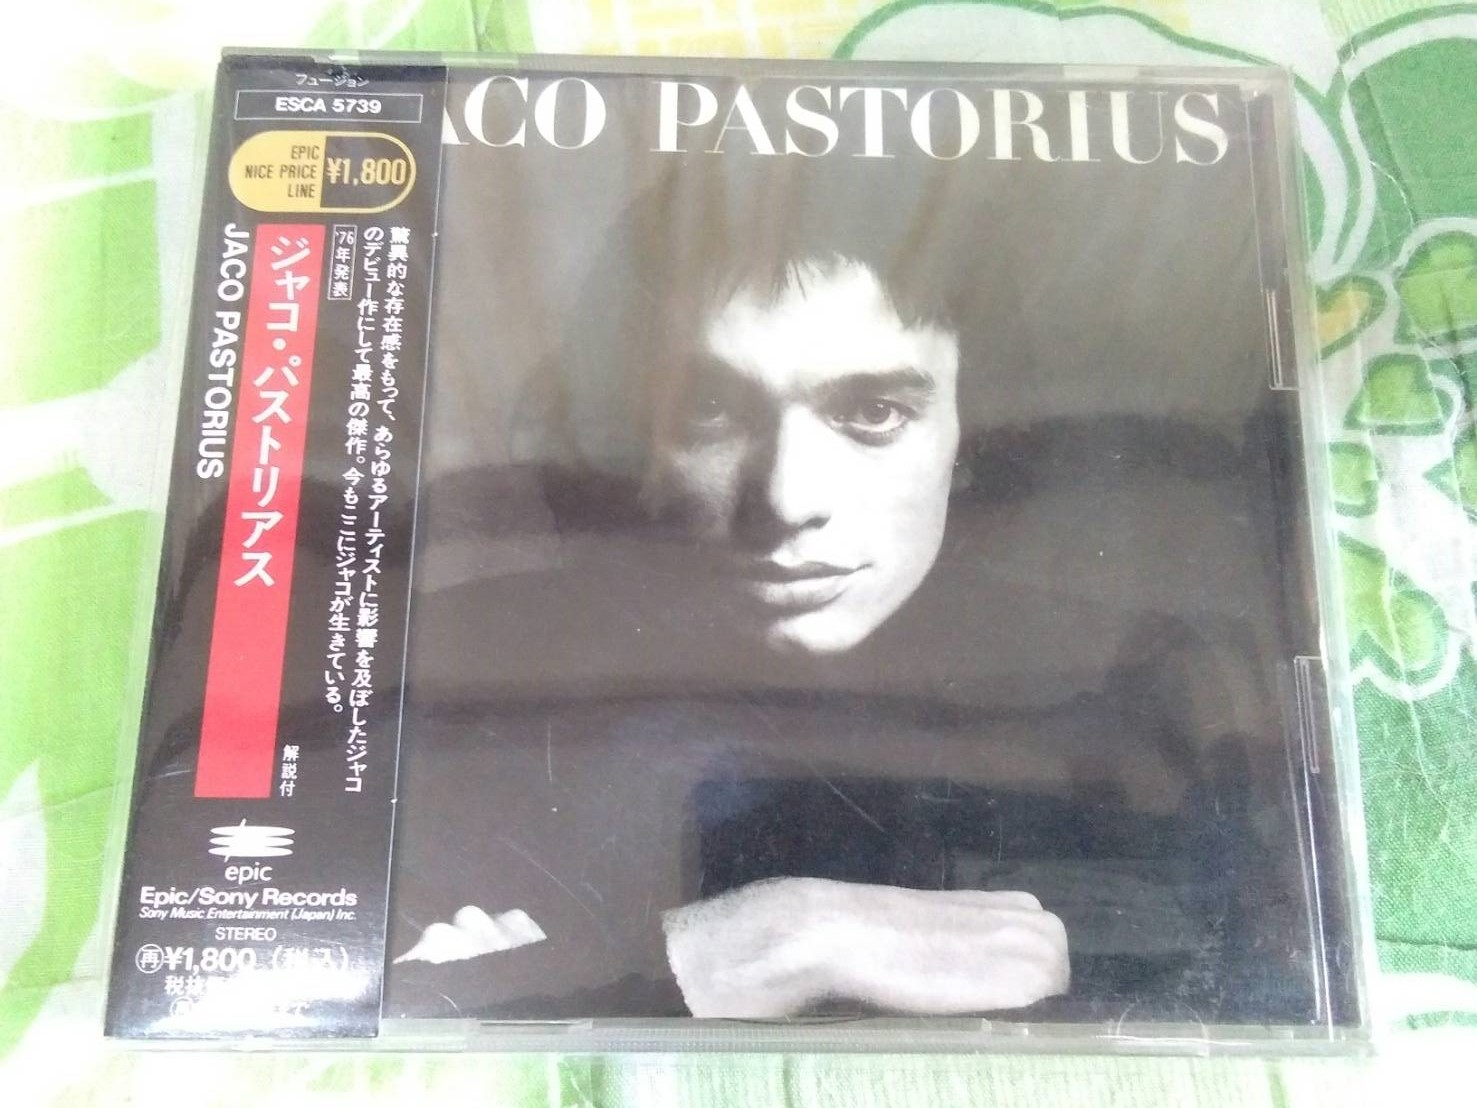 フュージョン
ESCA 5739
EPIC
NICE PRICE
LINE
¥1,800
ACO PASTORIUS
驚異的な存在感をもって、あらゆるアーティストに影響を及ぼしたジャコ
のデビュー作にして最高の傑作。今もここにジャコが生きている。
'76年発表
ジャコ・パストリアス
JACO PASTORIUS
解説付
epic
Epic/Sony Records
Sony Music Entertainment (Japan) Inc.
STEREO
再¥1,800(税込)
税抜